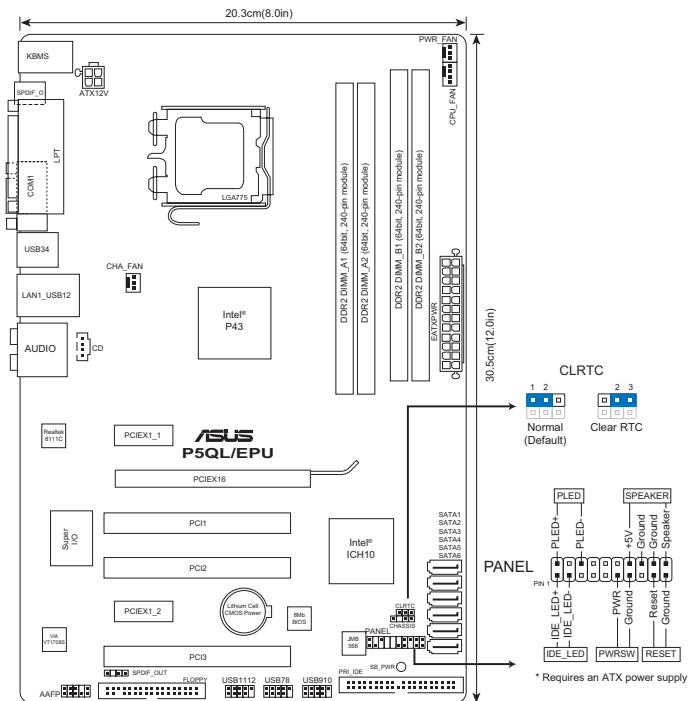 20.3cm(8.0in)
KBMS
SPDIF_O
ATX12V
PWR_FAN
CPU_FAN
LPT
COM1
LGA775
DDR2 DIMM_A1 (64bit, 240-pin module)
DDR2 DIMM_A2 (64bit, 240-pin module)
DDR2 DIMM_B1 (64bit, 240-pin module)
DDR2 DIMM_B2 (64bit, 240-pin module)
EATXPWR
30.5cm(12.0in)
USB34
CHA_FAN
LAN1_USB12
Intel®
P43
AUDIO
CD
CLRTC
1 2
2 3
Normal
(Default)
Clear RTC
Realtek
8111C
PCIEX1_1
ASUS
P5QL/EPU
PCIEX16
Super
I/O
PCI1
PCI2
Intel®
ICH10
SATA1
SATA2
SATA3
SATA4
SATA5
SATA6
PANEL
PLED
SPEAKER
PLED+
PLED-
+5V
Ground
Ground
Speaker-
PIN 1
IDE_LED+
IDE_LED-
PWR
Ground
Reset
Ground
IDE_LED
PWRSW
RESET
* Requires an ATX power supply
PCIEX1_2
Lithium Cell
CMOS Power
8Mb
BIOS
CLRTC
CHASSIS
VIA
VT1708S
JMB
368
PANEL
PCI3
SB_PWR
SPDIF_OUT
AAFP
FLOPPY
USB1112
USB78
USB910
PRI_IDE